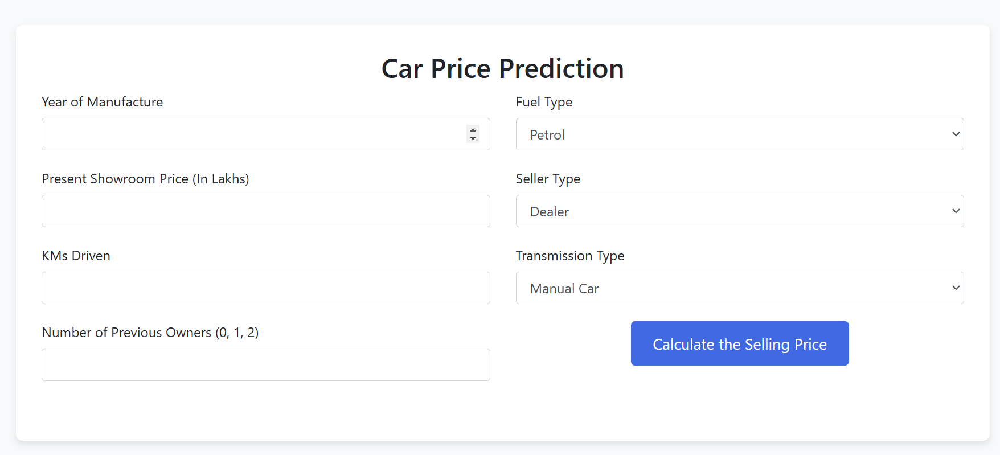 Car Price Prediction
Year of Manufacture
Fuel Type
Petrol
Present Showroom Price (In Lakhs)
Seller Type
Dealer
KMs Driven
Transmission Type
Manual Car
Number of Previous Owners (0, 1, 2)
Calculate the Selling Price